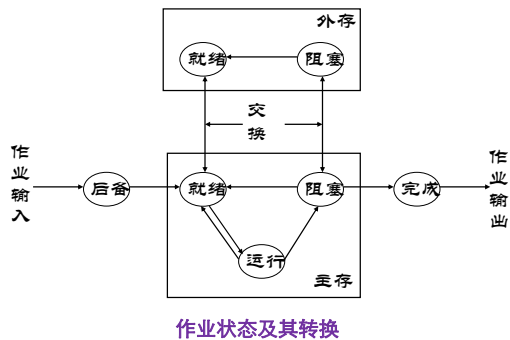 外存
就绪
阻塞
交
换
作
业
输
入
后备
就绪
阻塞
完成
作
业
输
出
运行
主存
作业状态及其转换